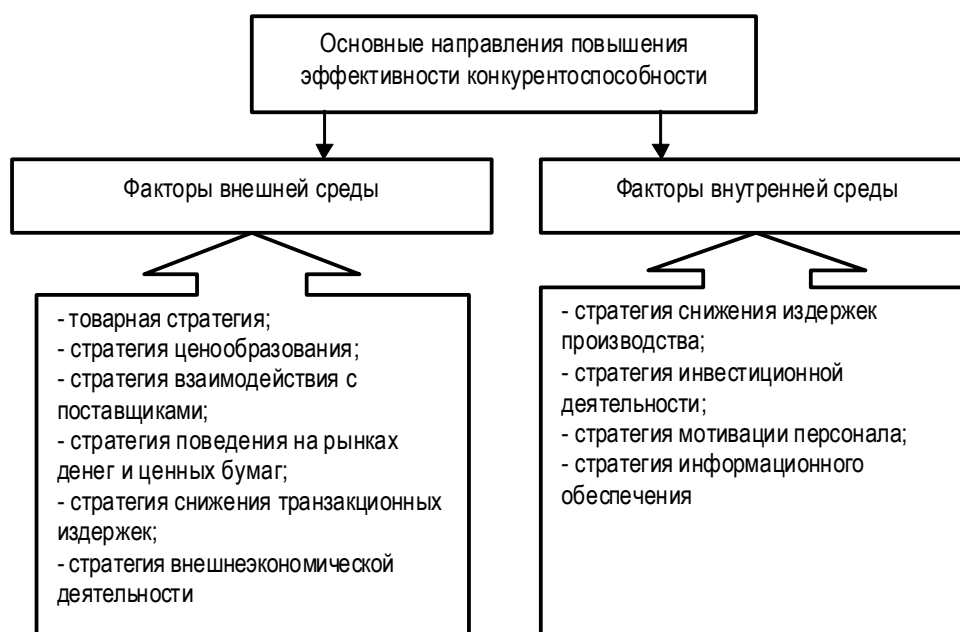 Основные направления повышения
эффективности конкурентоспособности
Факторы внешней среды
Факторы внутренней среды
- товарная стратегия;
- стратегия ценообразования;
- стратегия взаимодействия с
поставщиками;
- стратегия поведения на рынках
денег и ценных бумаг;
- стратегия снижения транзакционных
издержек;
- стратегия внешнеэкономической
деятельности
- стратегия снижения издержек
производства;
- стратегия инвестиционной
деятельности;
- стратегия мотивации персонала;
- стратегия информационного
обеспечения